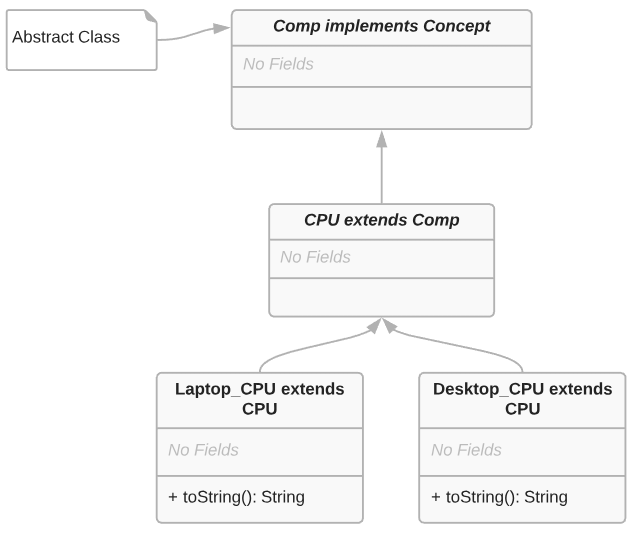 Abstract Class
Comp implements Concept
No Fields
CPU extends Comp
No Fields
Laptop_CPU extends
CPU
No Fields
+ toString(): String
Desktop_CPU extends
CPU
No Fields
+ toString(): String